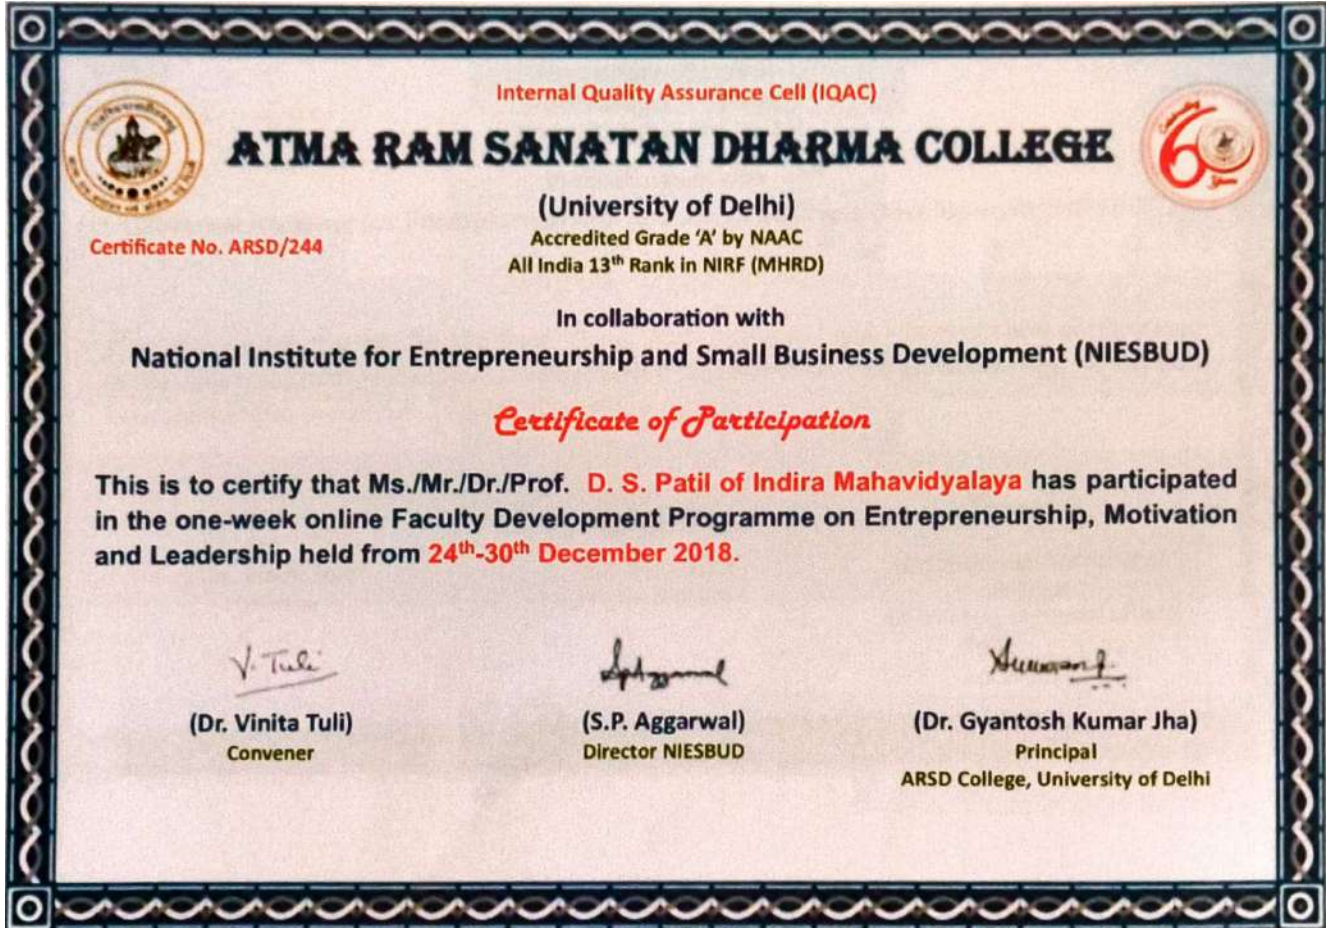 Internal Quality Assurance Cell (IQAC)
ATMA RAM SANATAN DHARMA COLLEGE
60
(University of Delhi)
Accredited Grade ‘A’ by NAAC
Certificate No. ARSD/244
All India 13th Rank in NIRF (MHRD)
In collaboration with
National Institute for Entrepreneurship and Small Business Development (NIESBUD)
Certificate of Participation
This is to certify that Ms./Mr./Dr./Prof. D. S. Patil of Indira Mahavidyalaya has participated
in the one-week online Faculty Development Programme on Entrepreneurship, Motivation
and Leadership held from 24th-30th December 2018.
V. Tuli
(Dr. Vinita Tuli)
Convener
(S.P. Aggarwal)
Director NIESBUD
(Dr. Gyantosh Kumar Jha)
Principal
ARSD College, University of Delhi